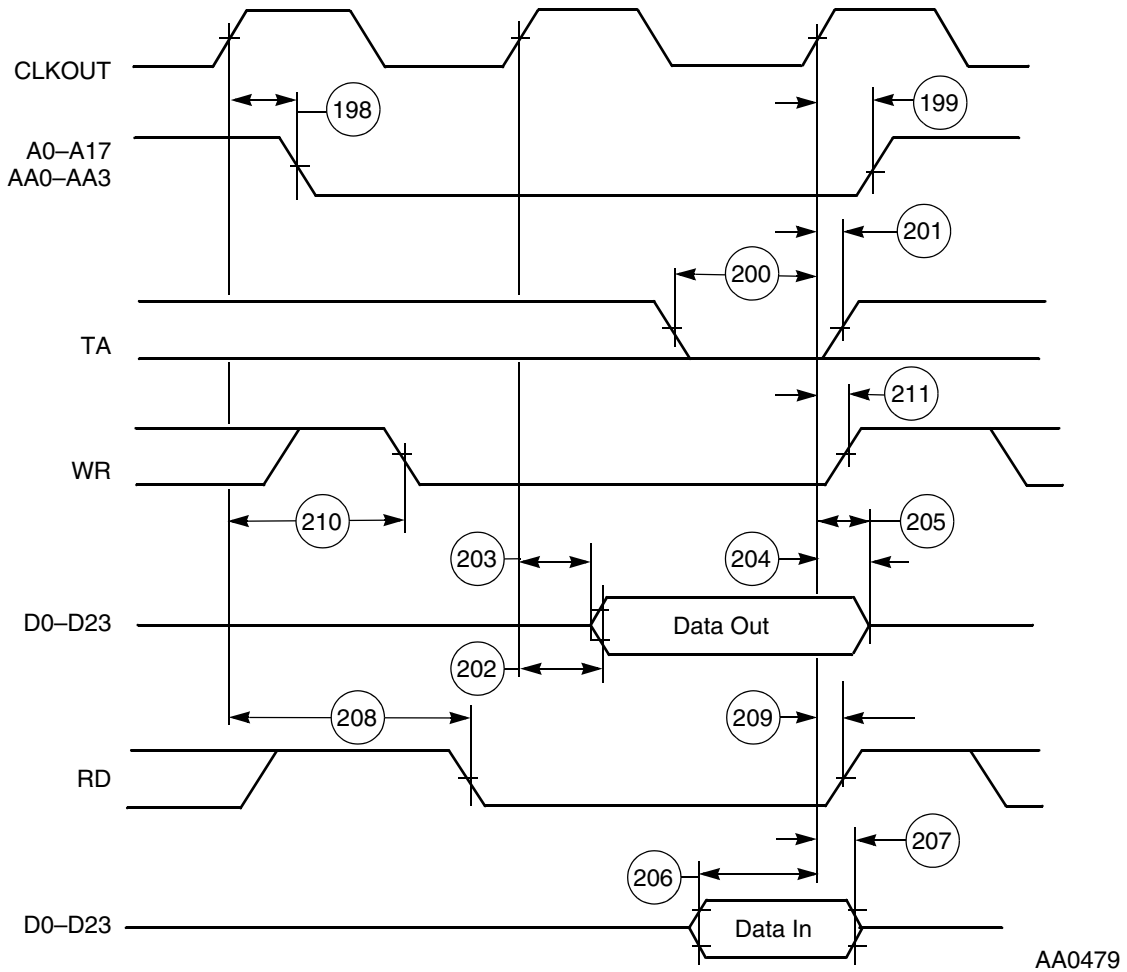 CLKOUT
198
199
A0–A17
AA0–AA3
201
200
TA
211
WR
210
205
203
204
D0–D23
Data Out
202
208
209
RD
207
206
D0–D23
Data In
AA0479